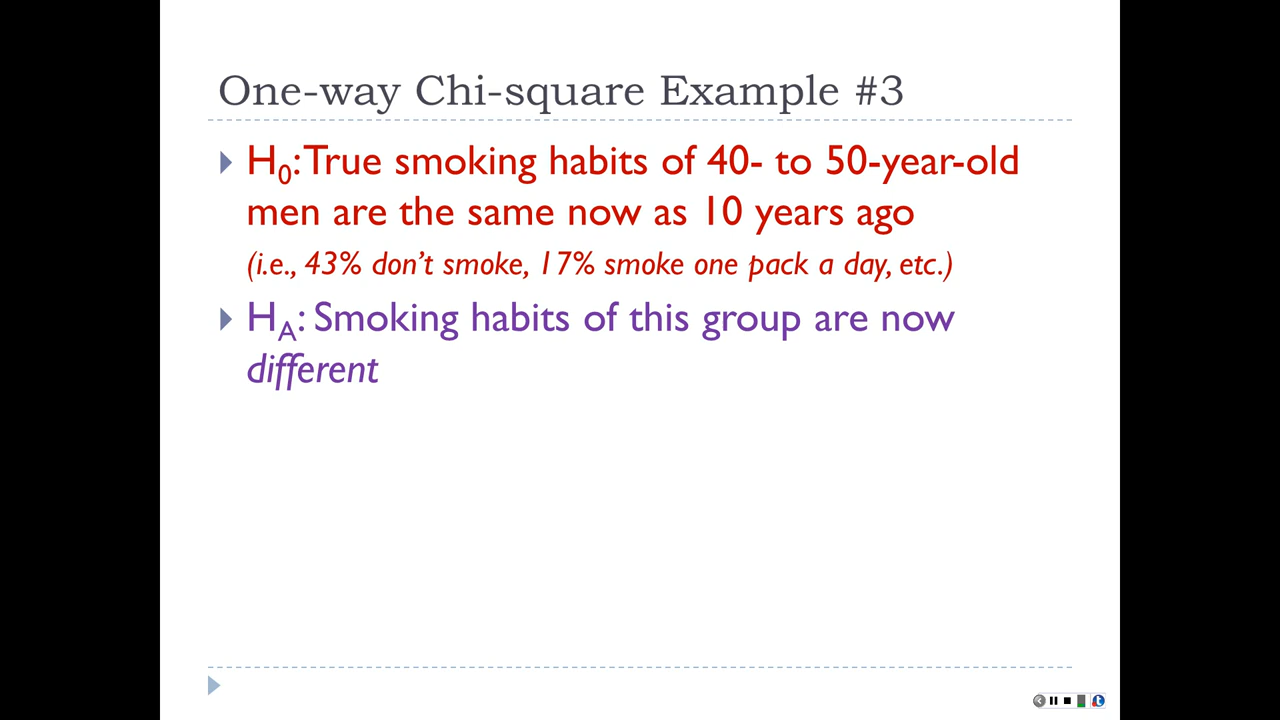 One-way Chi-square Example #3
H0: True smoking habits of 40- to 50-year-old
men are the same now as 10 years ago
(i.e., 43% don't smoke, 17% smoke one pack a day, etc.)
HA: Smoking habits of this group are now
different